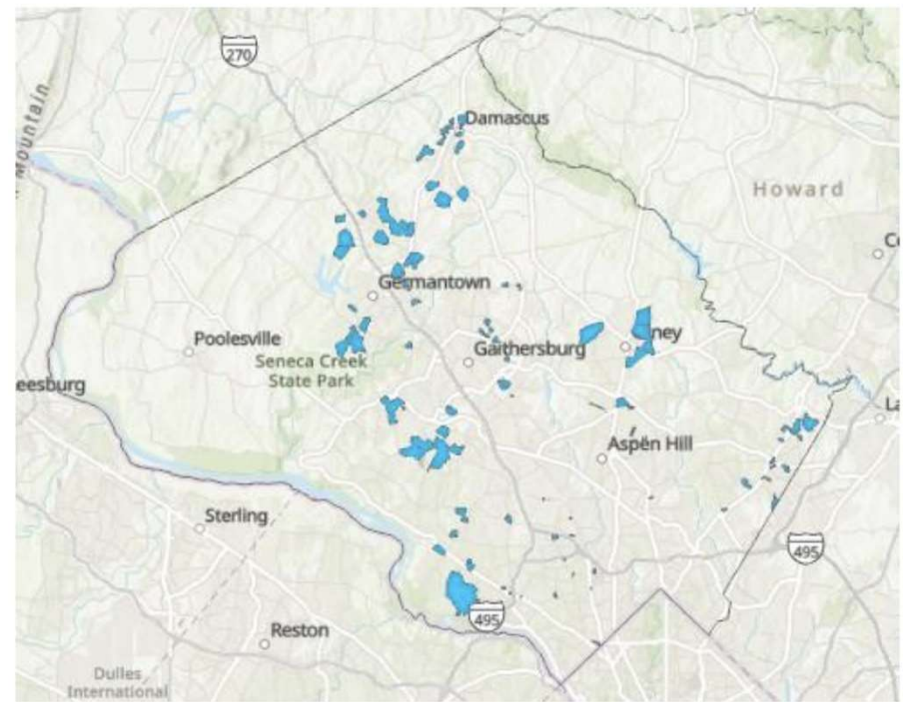 270
Mountain
Damascus
Howard
Germantown
Poolesville
ney
Gaithersburg
Seneca Creek
State Park
eesburg
La
Aspen Hill
Sterling
495
495
Reston
Dulles
International